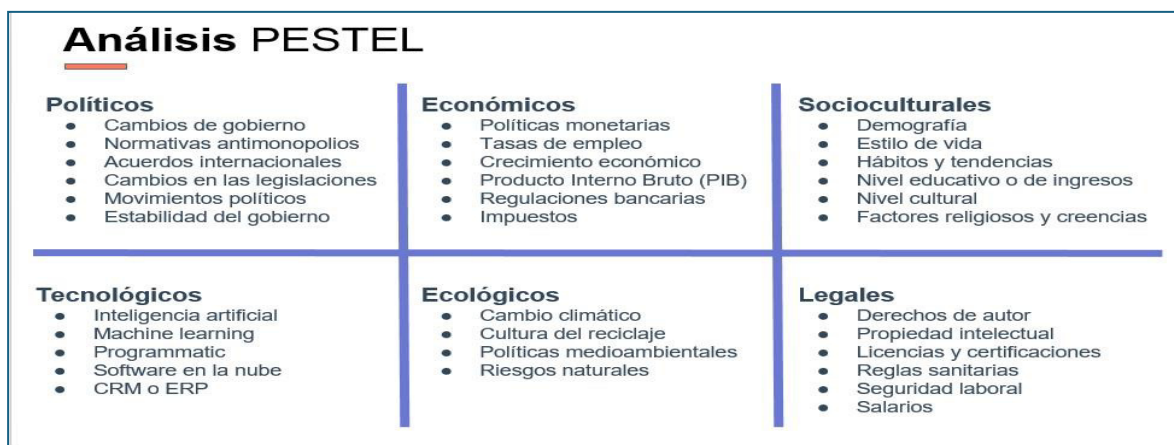 Análisis PESTEL
Políticos
● Cambios de gobierno
● Normativas antimonopolios
● Acuerdos internacionales
● Cambios en las legislaciones
● Movimientos políticos
● Estabilidad del gobierno
Económicos
● Políticas monetarias
● Tasas de empleo
● Crecimiento económico
● Producto Interno Bruto (PIB)
● Regulaciones bancarias
● Impuestos
Socioculturales
● Demografía
● Estilo de vida
● Hábitos y tendencias
● Nivel educativo o de ingresos
● Nivel cultural
● Factores religiosos y creencias
Tecnológicos
● Inteligencia artificial
● Machine learning
● Programmatic
● Software en la nube
● CRM o ERP
Ecológicos
● Cambio climático
● Cultura del reciclaje
● Políticas medioambientales
● Riesgos naturales
Legales
● Derechos de autor
● Propiedad intelectual
● Licencias y certificaciones
● Reglas sanitarias
● Seguridad laboral
● Salarios